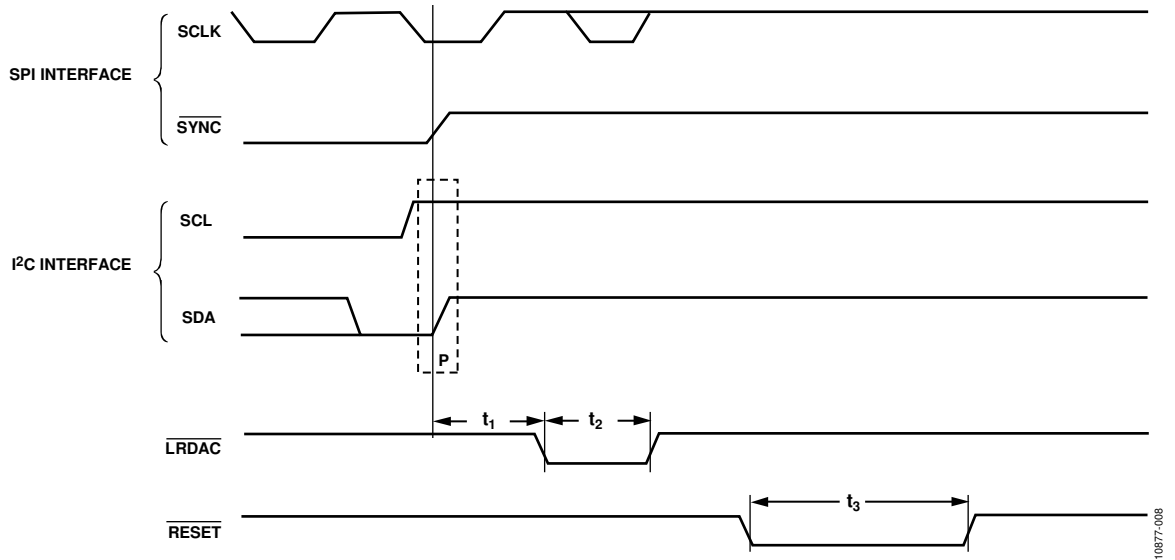 SCLK
SPI INTERFACE
SYNC
SCL
I²C INTERFACE
SDA
P
t₁
t₂
LRDAC
t₃
RESET
10877-008